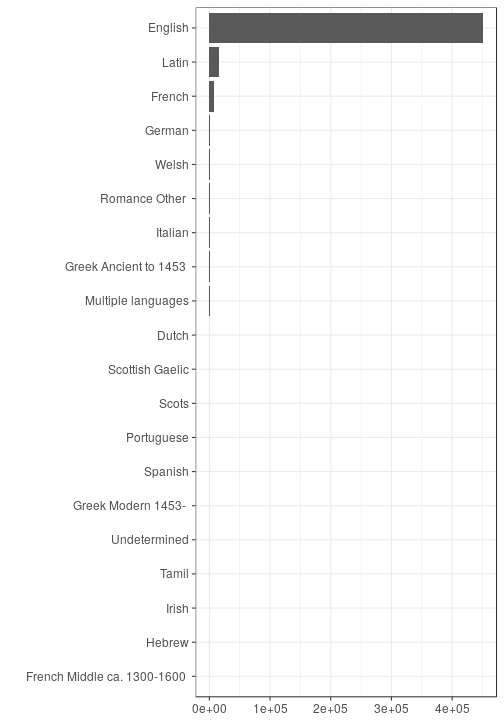 English
Latin
French
German
Welsh
Romance Other
Italian
Greek Ancient to 1453
Multiple languages
Dutch
Scottish Gaelic
Scots
Portuguese
Spanish
Greek Modern 1453-
Undetermined
Tamil
Irish
Hebrew
French Middle ca. 1300-1600
0e+00 1e+05 2e+05 3e+05 4e+05